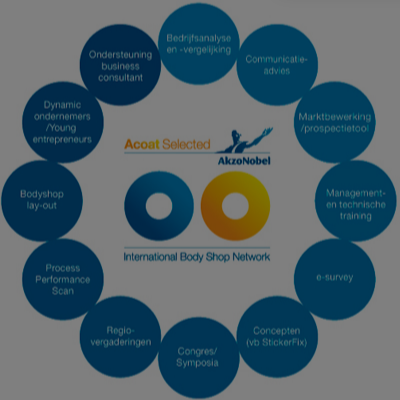 Bedrijfsanalyse
en -vergelijking
Communicatie-
advies
Marktbewerking
/prospectietool
Management-
en technische
training
e-survey
Concepten
(vb StickerFix)
Congres/
Symposia
Regio-
vergaderingen
Process
Performance
Scan
Bodyshop
lay-out
Dynamic
ondernemers
/Young
entrepreneurs
Ondersteuning
business
consultant
Acoat Selected
AkzoNobel
International Body Shop Network